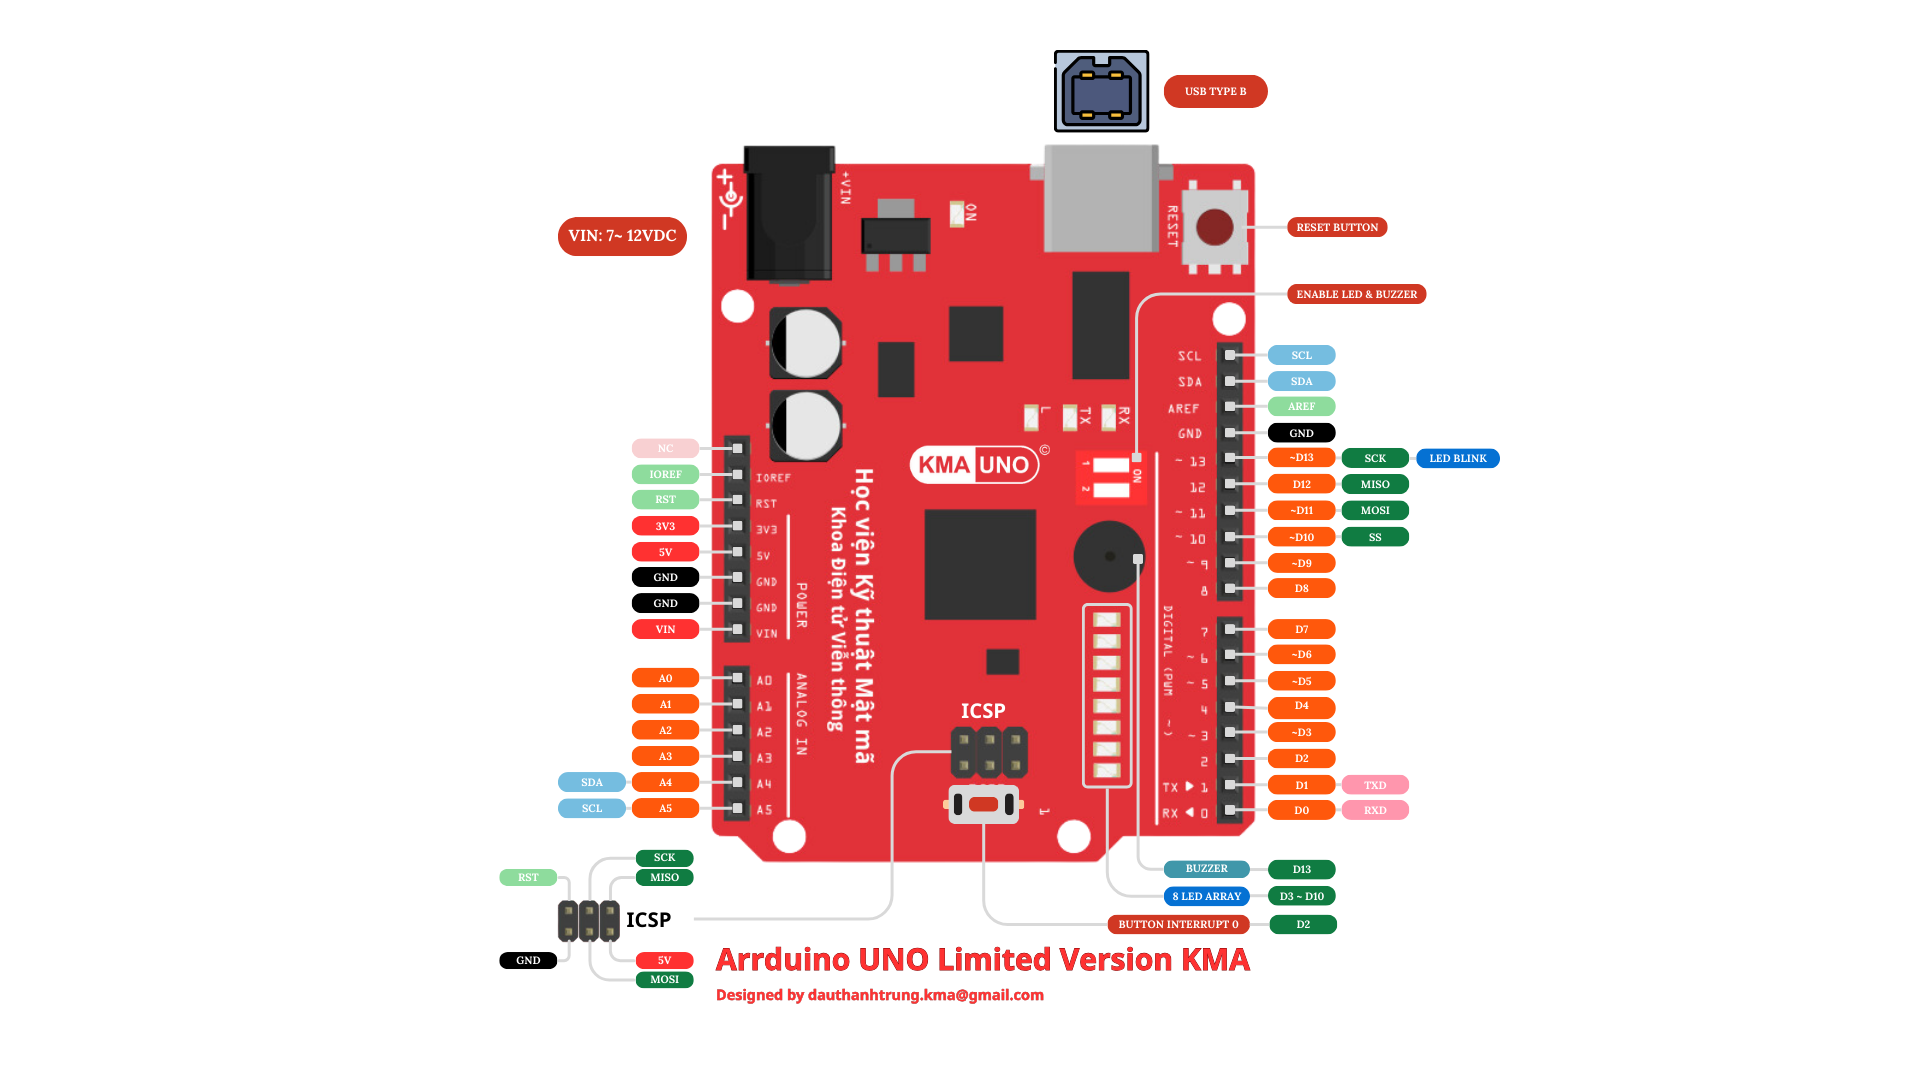 USB TYPE B
VIN: 7~ 12VDC
+VIN
ON
RESET
RESET BUTTON
ENABLE LED & BUZZER
L
TX
RX
KMA UNO ©
1
2
ON
Học viện Kỹ thuật Mật mã
Khoa Điện tử Viễn thông
NC
IOREF IOREF
RST RST
3V3 3V3
5V 5V
GND GND
GND GND
VIN VIN
POWER
A0 A0
A1 A1
A2 A2
A3 A3
SDA A4 A4
SCL A5 A5
ANALOG IN
SCL SCL
SDA SDA
AREF AREF
GND GND
~ 13 ~D13 SCK LED BLINK
12 D12 MISO
~ 11 ~D11 MOSI
~ 10 ~D10 SS
~ 9 ~D9
8 D8
7 D7
~ 6 ~D6
~ 5 ~D5
4 D4
~ 3 ~D3
2 D2
TX ▶ 1 D1 TXD
RX ◀ 0 D0 RXD
DIGITAL (PWM ~)
ICSP
1
BUZZER D13
8 LED ARRAY D3 ~ D10
BUTTON INTERRUPT 0 D2
SCK
RST MISO
ICSP
GND 5V
MOSI
Arrduino UNO Limited Version KMA
Designed by dauthanhtrung.kma@gmail.com